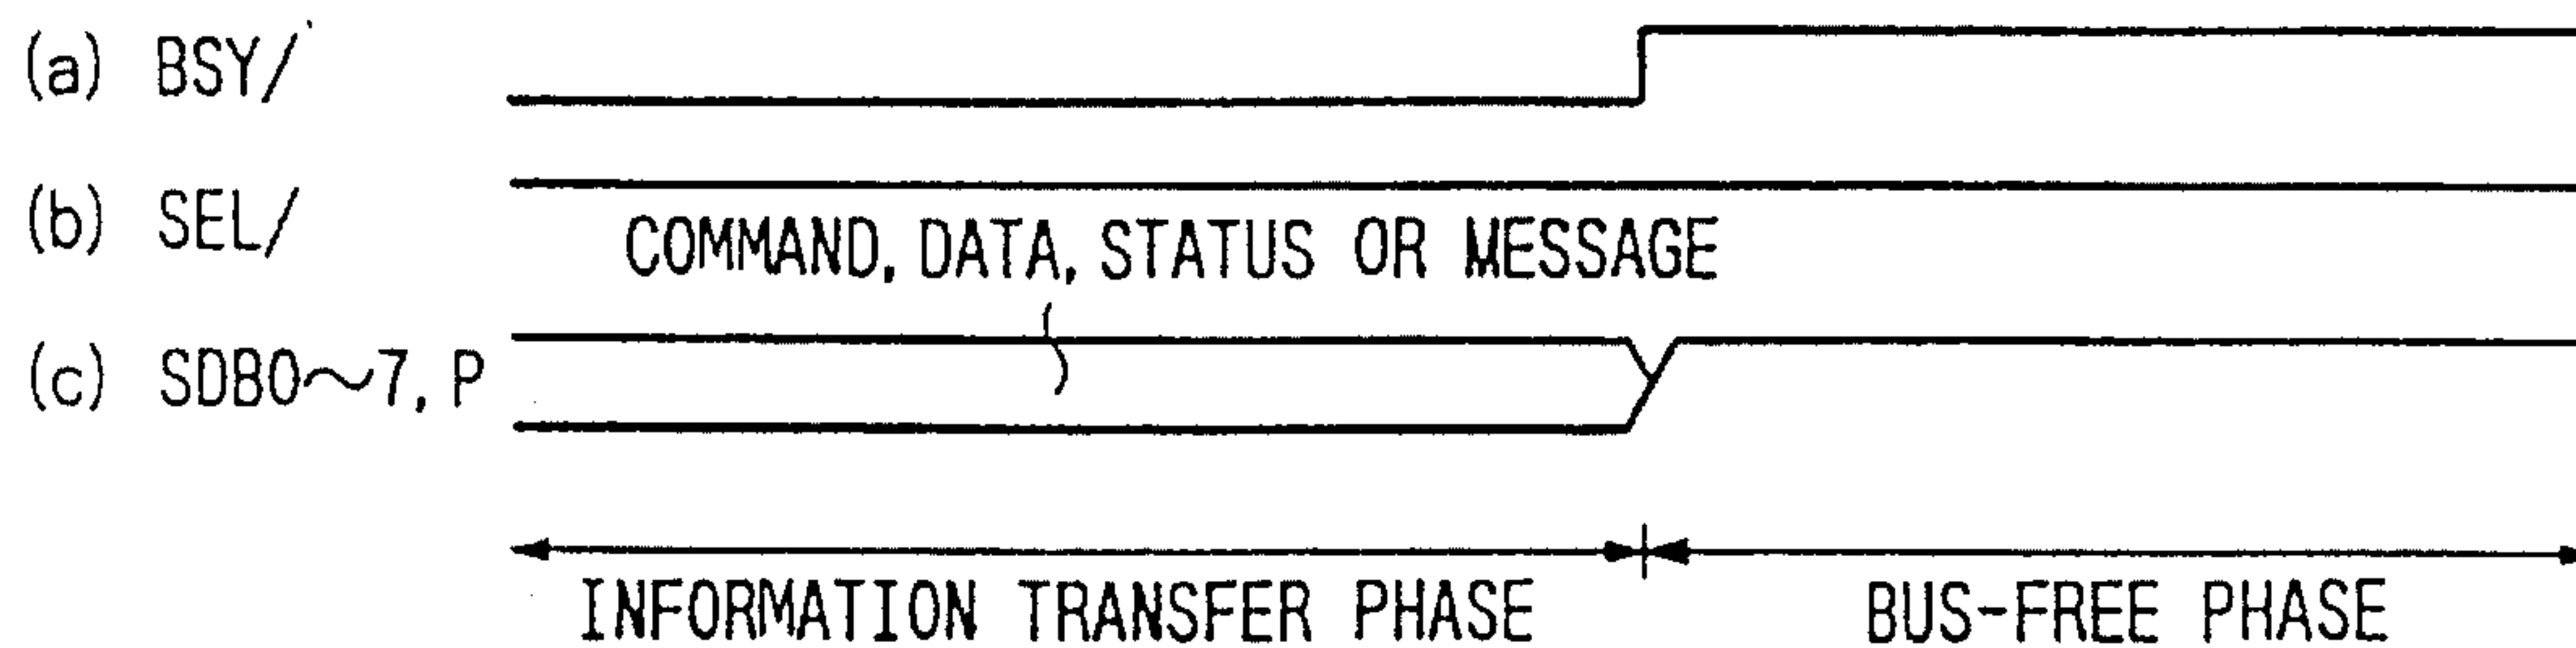 (a) BSY/
(b) SEL/
COMMAND, DATA, STATUS OR MESSAGE
(c) SDB0～7, P
INFORMATION TRANSFER PHASE
BUS-FREE PHASE